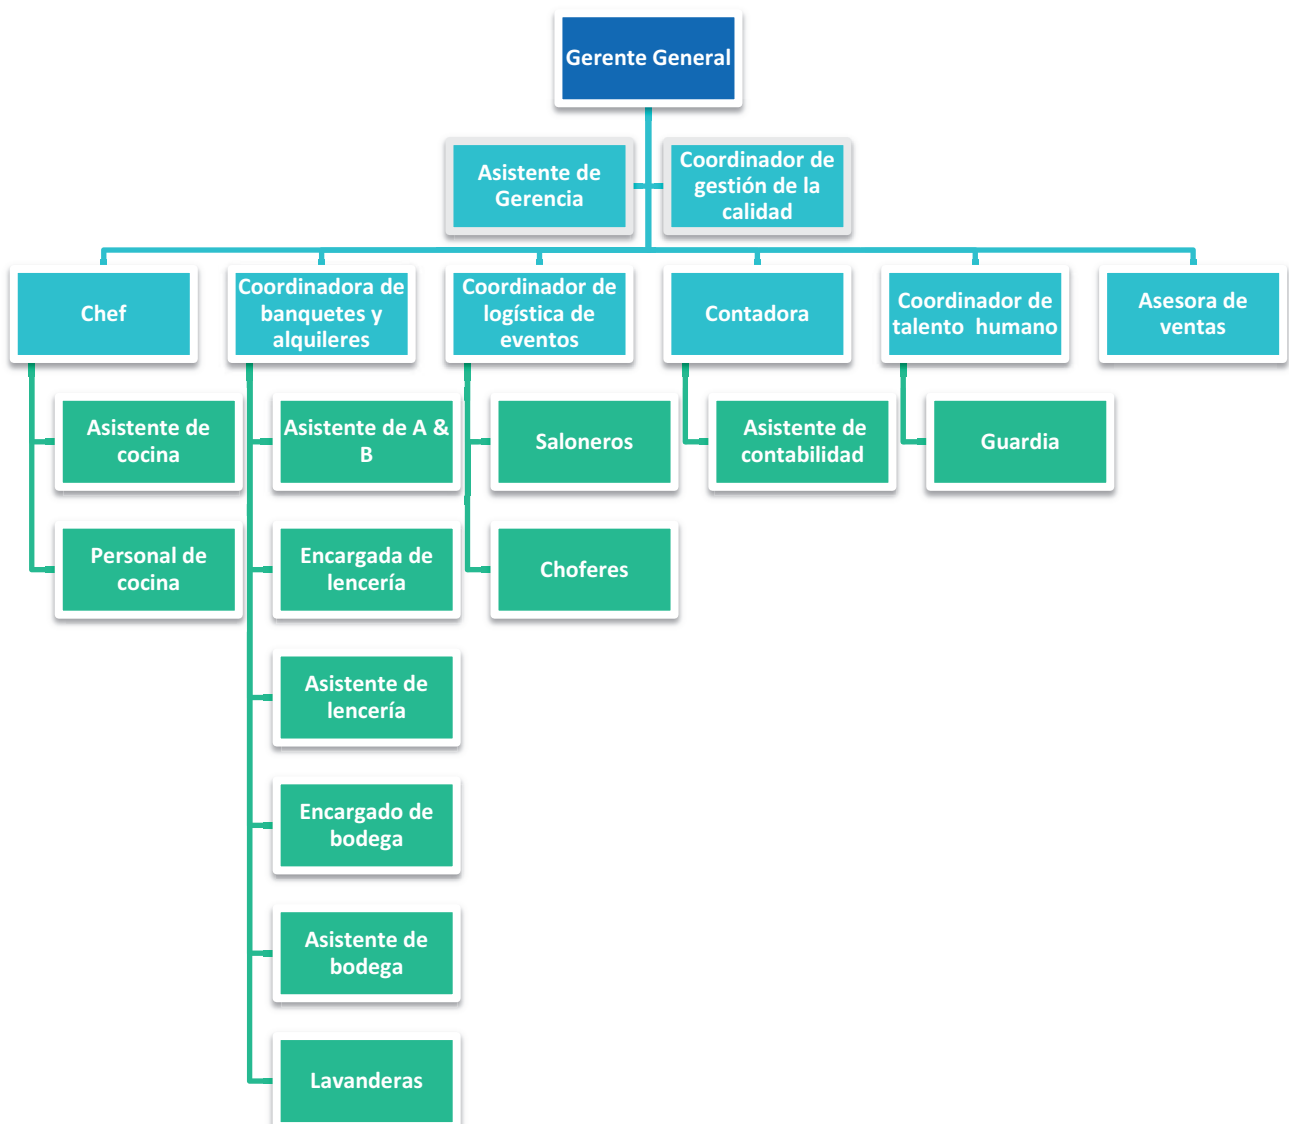 Gerente General
Asistente de
Gerencia
Coordinador de
gestión de la
calidad
Chef
Coordinadora de
banquetes y
alquileres
Coordinador de
logística de
eventos
Contadora
Coordinador de
talento humano
Asesora de
ventas
Asistente de
cocina
Asistente de A &
B
Saloneros
Asistente de
contabilidad
Guardia
Personal de
cocina
Encargada de
lencería
Choferes
Asistente de
lencería
Encargado de
bodega
Asistente de
bodega
Lavanderas